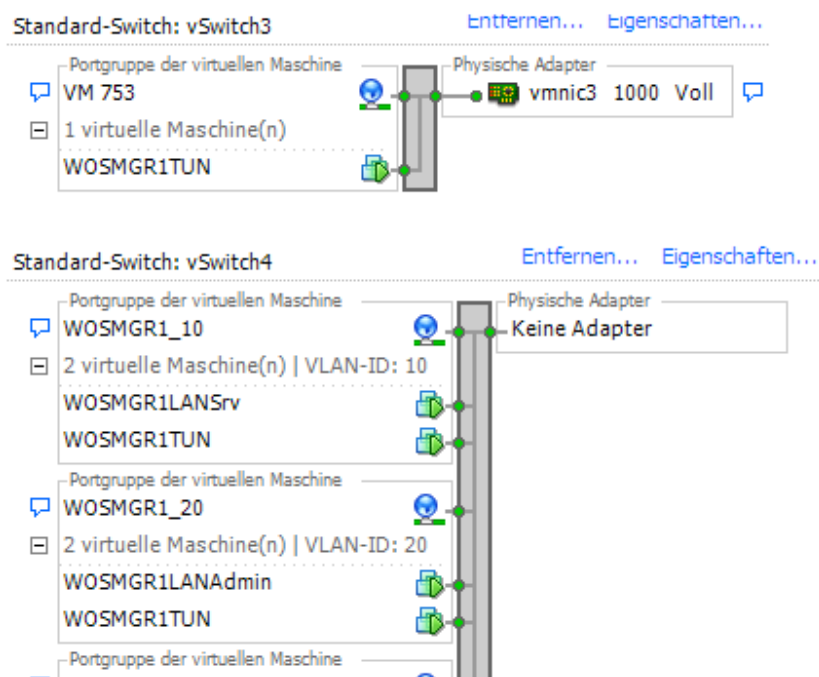 Standard-Switch: vSwitch3 Entfernen... Eigenschaften...
Portgruppe der virtuellen Maschine Physische Adapter
VM 753 vmnic3 1000 Voll
1 virtuelle Maschine(n)
WOSMGR1TUN
Standard-Switch: vSwitch4 Entfernen... Eigenschaften...
Portgruppe der virtuellen Maschine Physische Adapter
WOSMGR1_10 Keine Adapter
2 virtuelle Maschine(n) | VLAN-ID: 10
WOSMGR1LANSrv
WOSMGR1TUN
Portgruppe der virtuellen Maschine
WOSMGR1_20
2 virtuelle Maschine(n) | VLAN-ID: 20
WOSMGR1LANAdmin
WOSMGR1TUN
Portgruppe der virtuellen Maschine